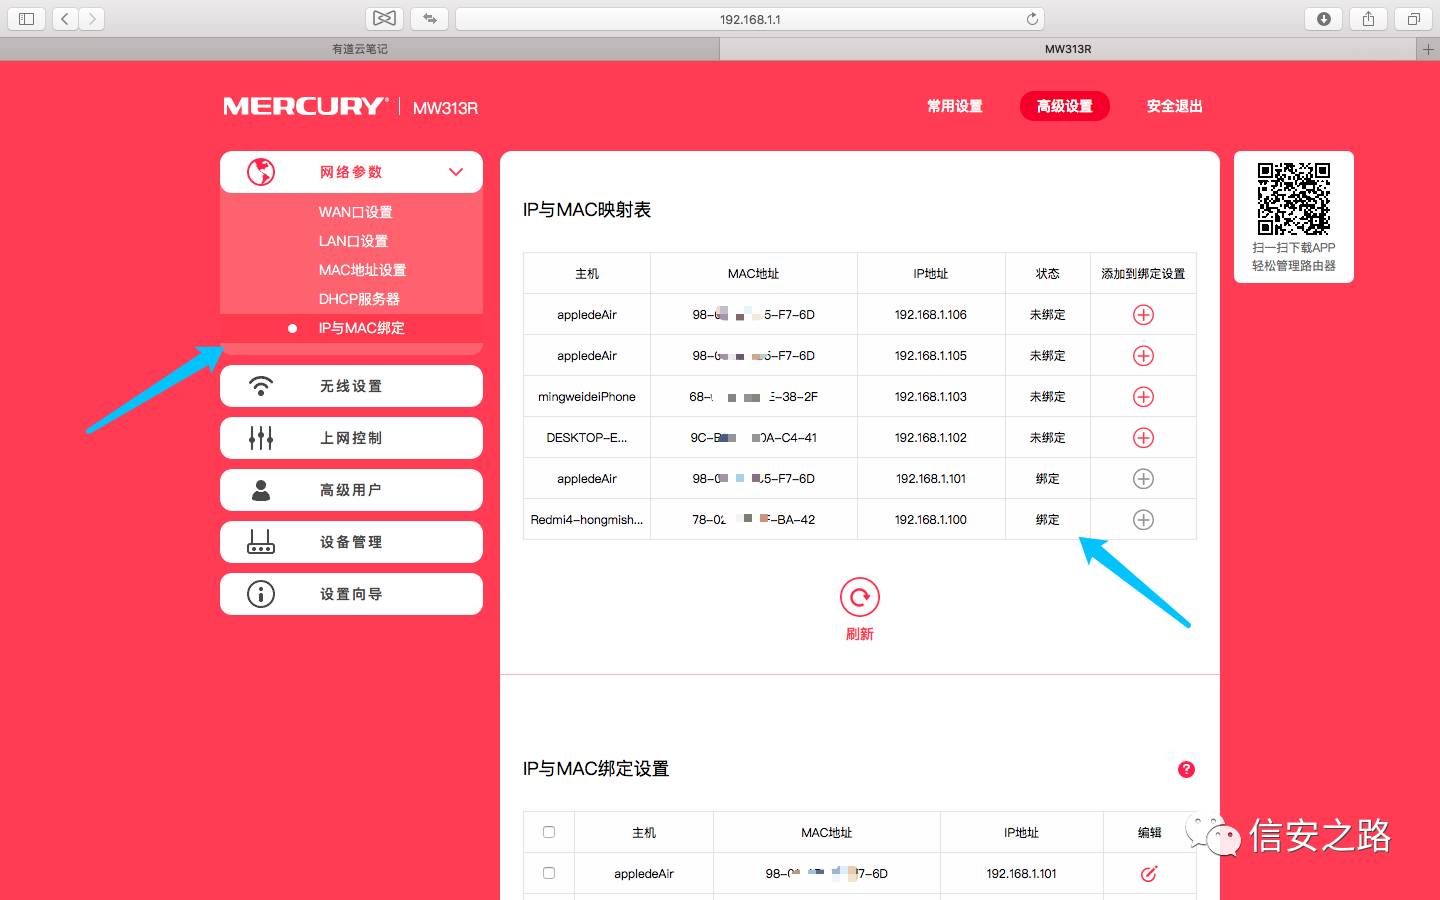 192.168.1.1
有道云笔记
MW313R
MERCURY MW313R
常用设置
高级设置
安全退出
网络参数
WAN口设置
LAN口设置
MAC地址设置
DHCP服务器
IP与MAC绑定
无线设置
上网控制
高级用户
设备管理
设置向导
IP与MAC映射表
主机 MAC地址 IP地址 状态 添加到绑定设置
appledeAir 98- 5-F7-6D 192.168.1.106 未绑定
appledeAir 98- 5-F7-6D 192.168.1.105 未绑定
mingweideiPhone 68- -38-2F 192.168.1.103 未绑定
DESKTOP-E... 9C- 0A-C4-41 192.168.1.102 未绑定
appledeAir 98- 5-F7-6D 192.168.1.101 绑定
Redmi4-hongmish... 78-02 -BA-42 192.168.1.100 绑定
刷新
IP与MAC绑定设置
?
主机 MAC地址 IP地址 编辑
appledeAir 98- 7-6D 192.168.1.101
扫一扫下载APP
轻松管理路由器
信安之路